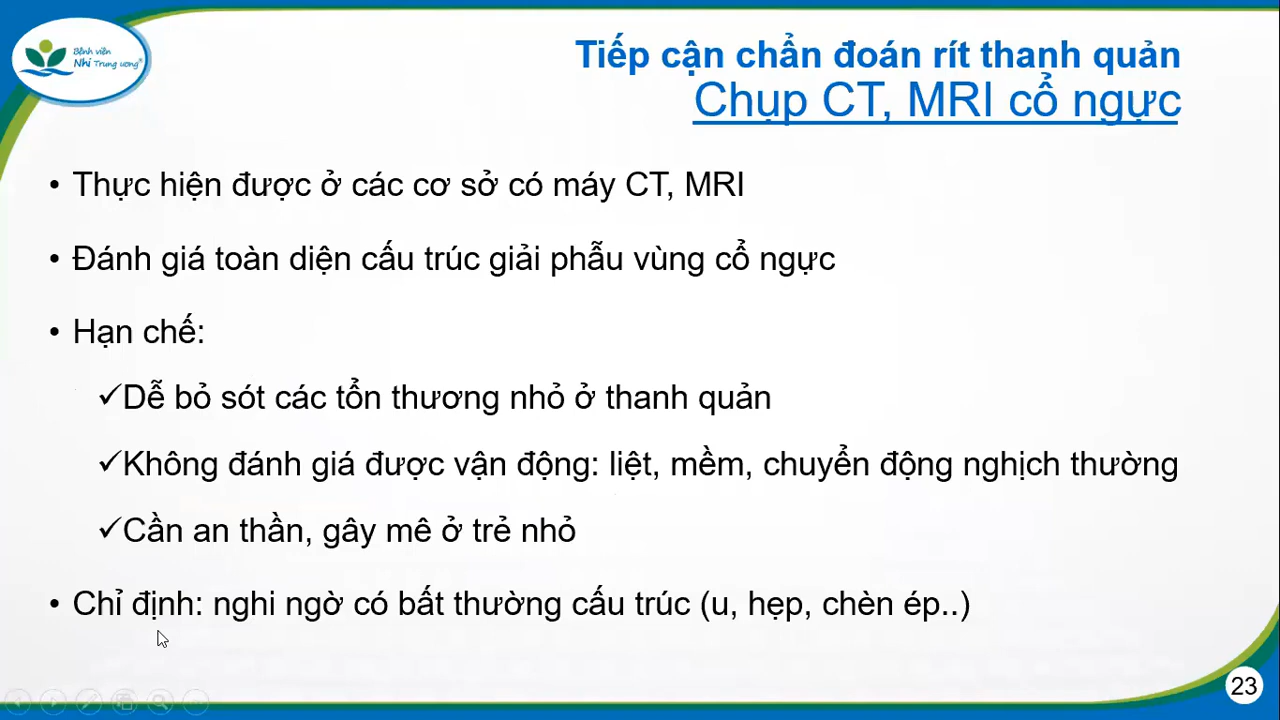 Bệnh viện
Nhi Trung ương®
Tiếp cận chẩn đoán rít thanh quản
Chụp CT, MRI cổ ngực
• Thực hiện được ở các cơ sở có máy CT, MRI
• Đánh giá toàn diện cấu trúc giải phẫu vùng cổ ngực
• Hạn chế:
✓Dễ bỏ sót các tổn thương nhỏ ở thanh quản
✓Không đánh giá được vận động: liệt, mềm, chuyển động nghịch thường
✓Cần an thần, gây mê ở trẻ nhỏ
• Chỉ định: nghi ngờ có bất thường cấu trúc (u, hẹp, chèn ép..)
23